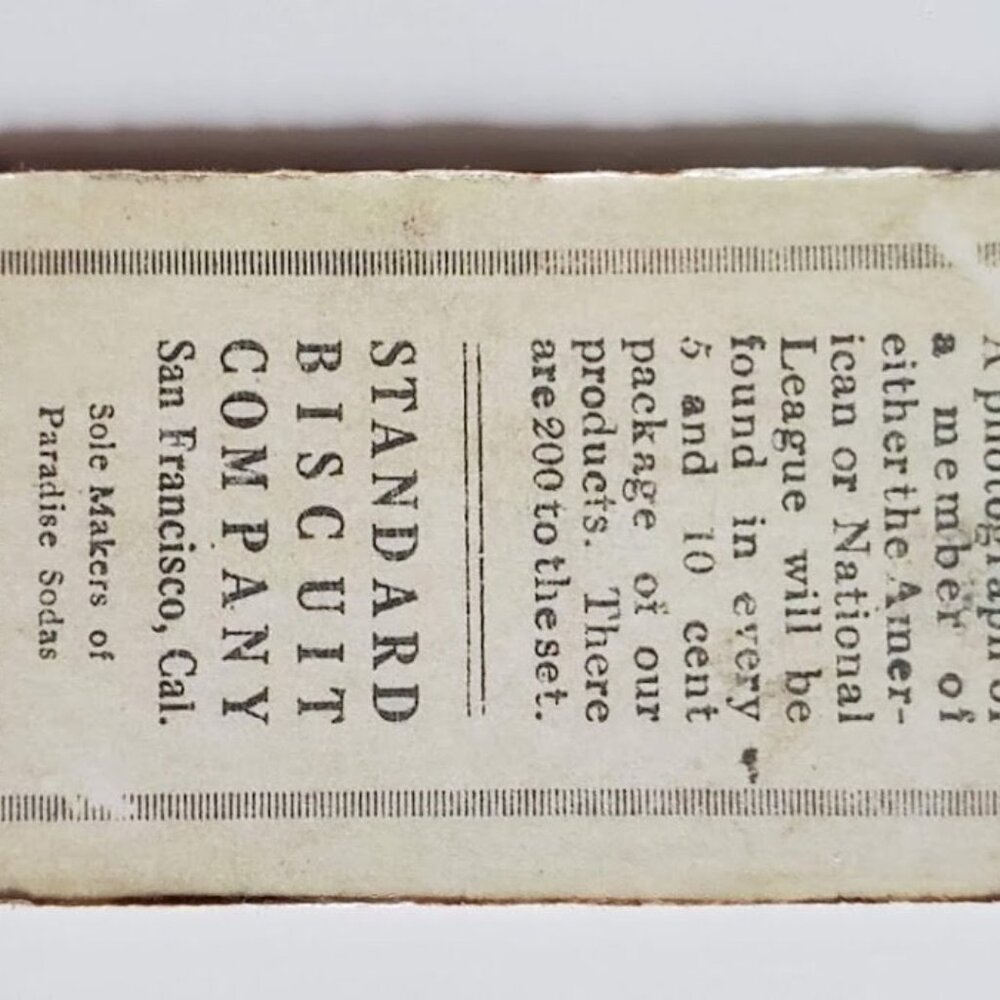 A photograph of
a member of
either the Amer-
ican or National
League will be
found in every
5 and 10 cent
package of our
products. There
are 200 to the set.
STANDARD
BISCUIT
COMPANY
San Francisco, Cal.
Sole Makers of
Paradise Sodas